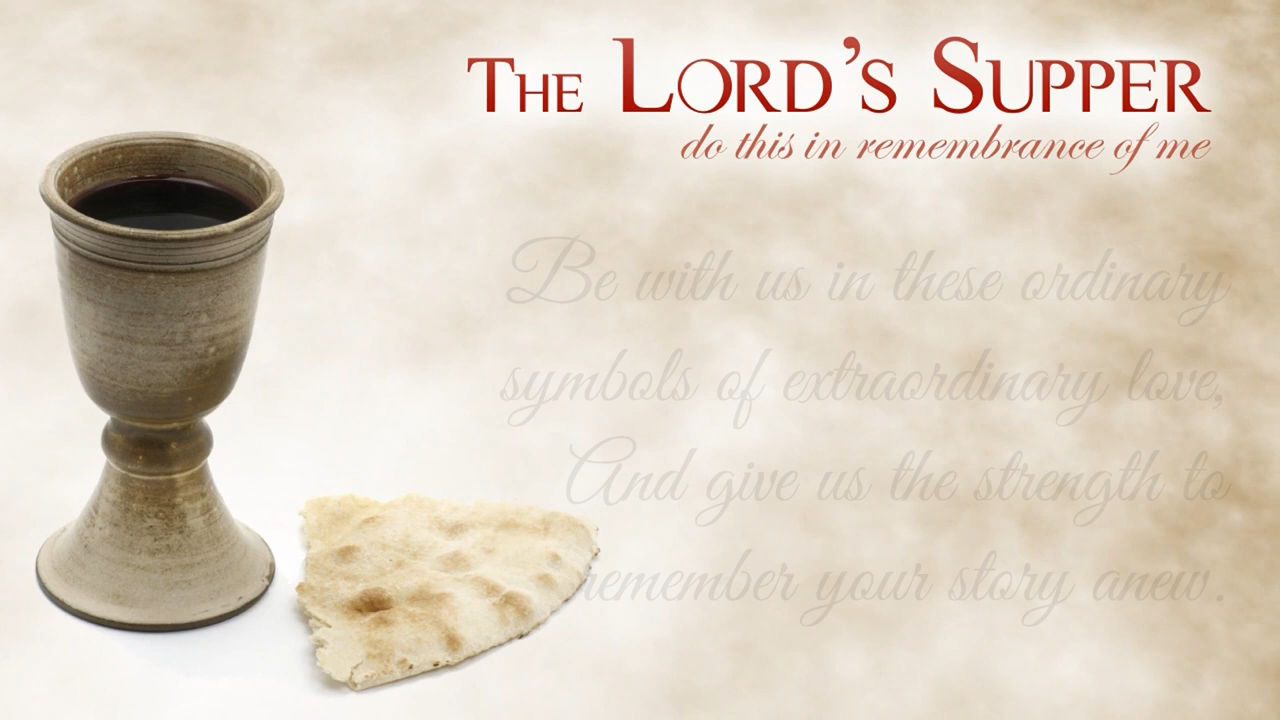 The Lord's Supper
do this in remembrance of me
Be with us in these ordinary
symbols of extraordinary love,
And give us the strength to
remember your story anew.